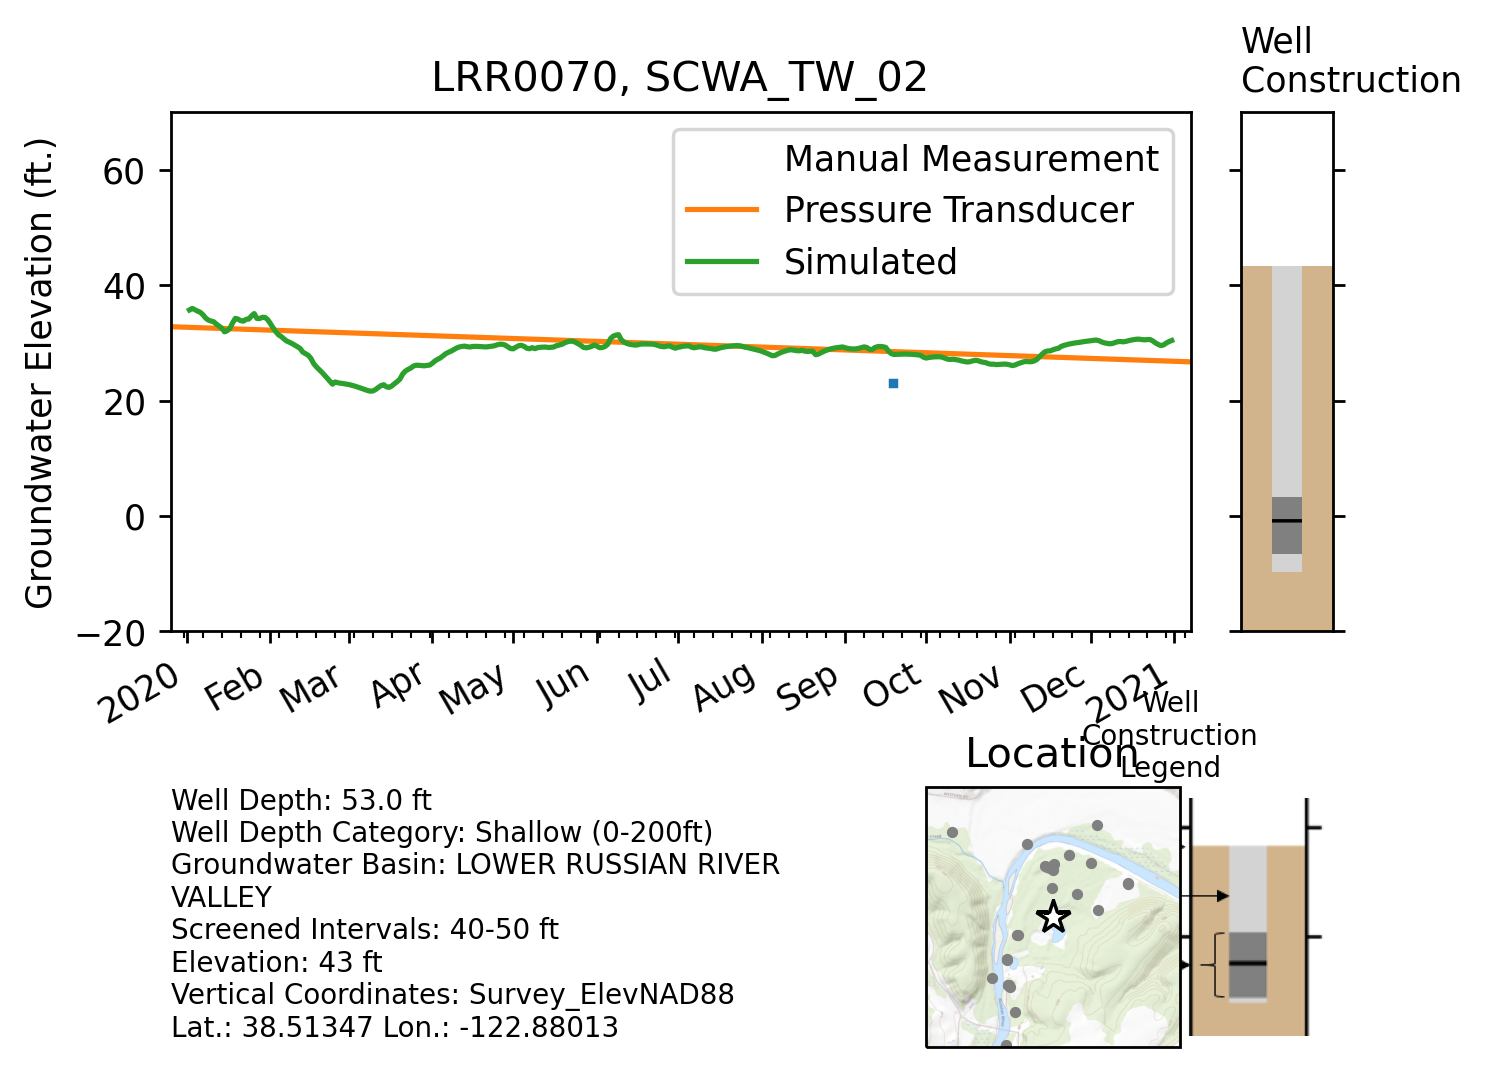 Well
Construction
LRR0070, SCWA_TW_02
Groundwater Elevation (ft.)
60
40
20
0
−20
Manual Measurement
Pressure Transducer
Simulated
2020
Feb
Mar
Apr
May
Jun
Jul
Aug
Sep
Oct
Nov
Dec
2021
Well
Construction
Legend
Location
Well Depth: 53.0 ft
Well Depth Category: Shallow (0-200ft)
Groundwater Basin: LOWER RUSSIAN RIVER
VALLEY
Screened Intervals: 40-50 ft
Elevation: 43 ft
Vertical Coordinates: Survey_ElevNAD88
Lat.: 38.51347 Lon.: -122.88013